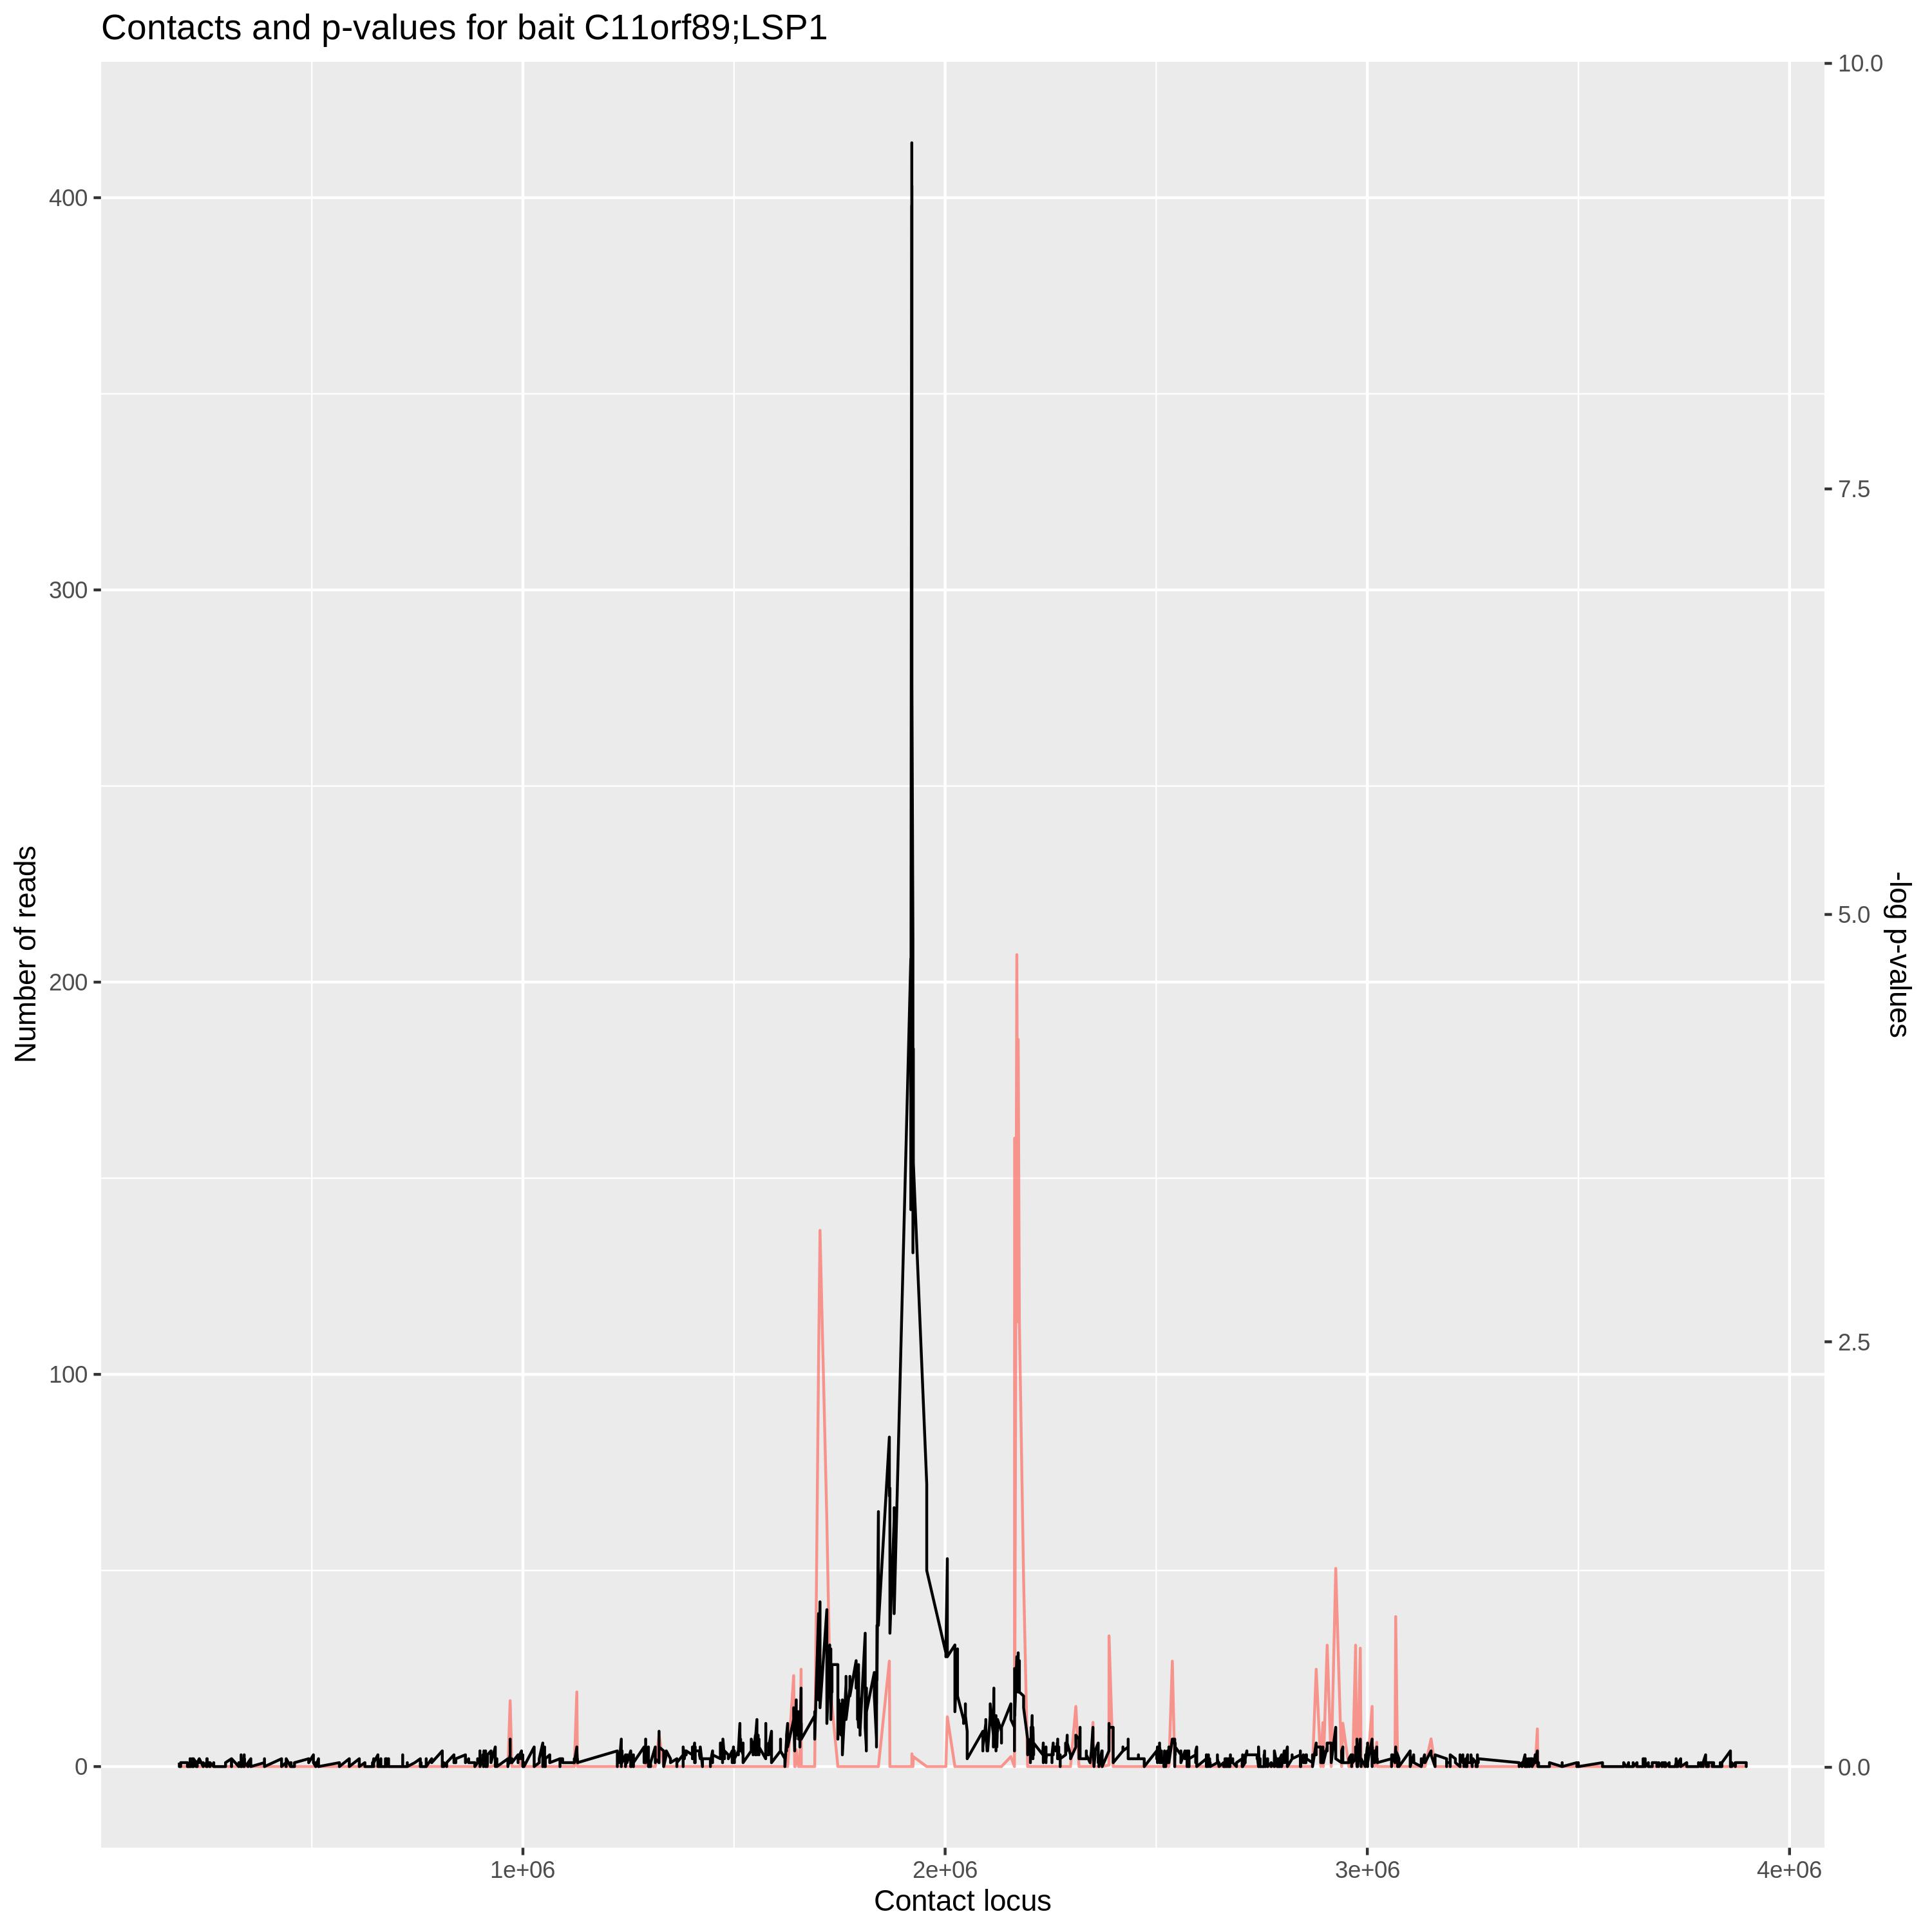 Contacts and p-values for bait C11orf89;LSP1
10.0
400
7.5
300
Number of reads
-log p-values
5.0
200
2.5
100
0
0.0
1e+06
2e+06
3e+06
4e+06
Contact locus